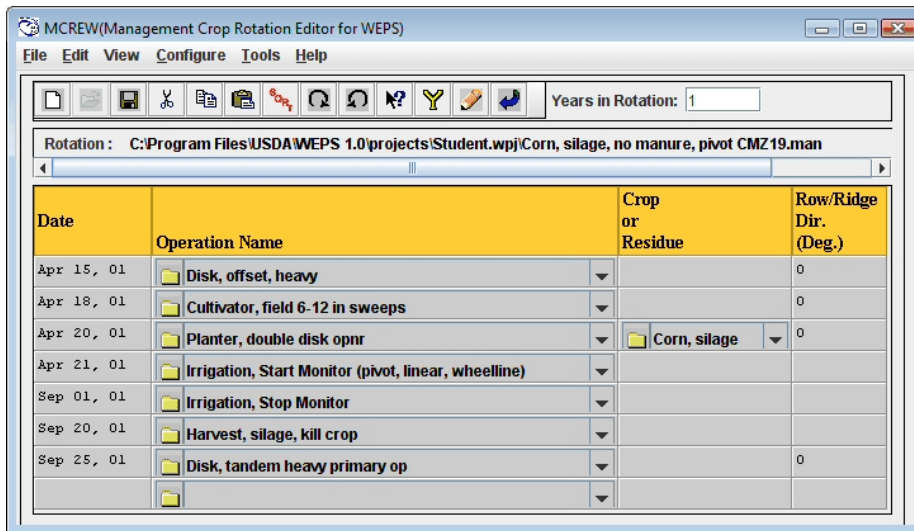 MCREW(Management Crop Rotation Editor for WEPS)
File Edit View Configure Tools Help
SORT Years in Rotation: 1
Rotation : C:\Program Files\USDA\WEPS 1.0\projects\Student.wpj\Corn, silage, no manure, pivot CMZ19.man
Date Operation Name Crop or Residue Row/Ridge Dir. (Deg.)
Apr 15, 01 Disk, offset, heavy 0
Apr 18, 01 Cultivator, field 6-12 in sweeps 0
Apr 20, 01 Planter, double disk opnr Corn, silage 0
Apr 21, 01 Irrigation, Start Monitor (pivot, linear, wheelline)
Sep 01, 01 Irrigation, Stop Monitor
Sep 20, 01 Harvest, silage, kill crop
Sep 25, 01 Disk, tandem heavy primary op 0